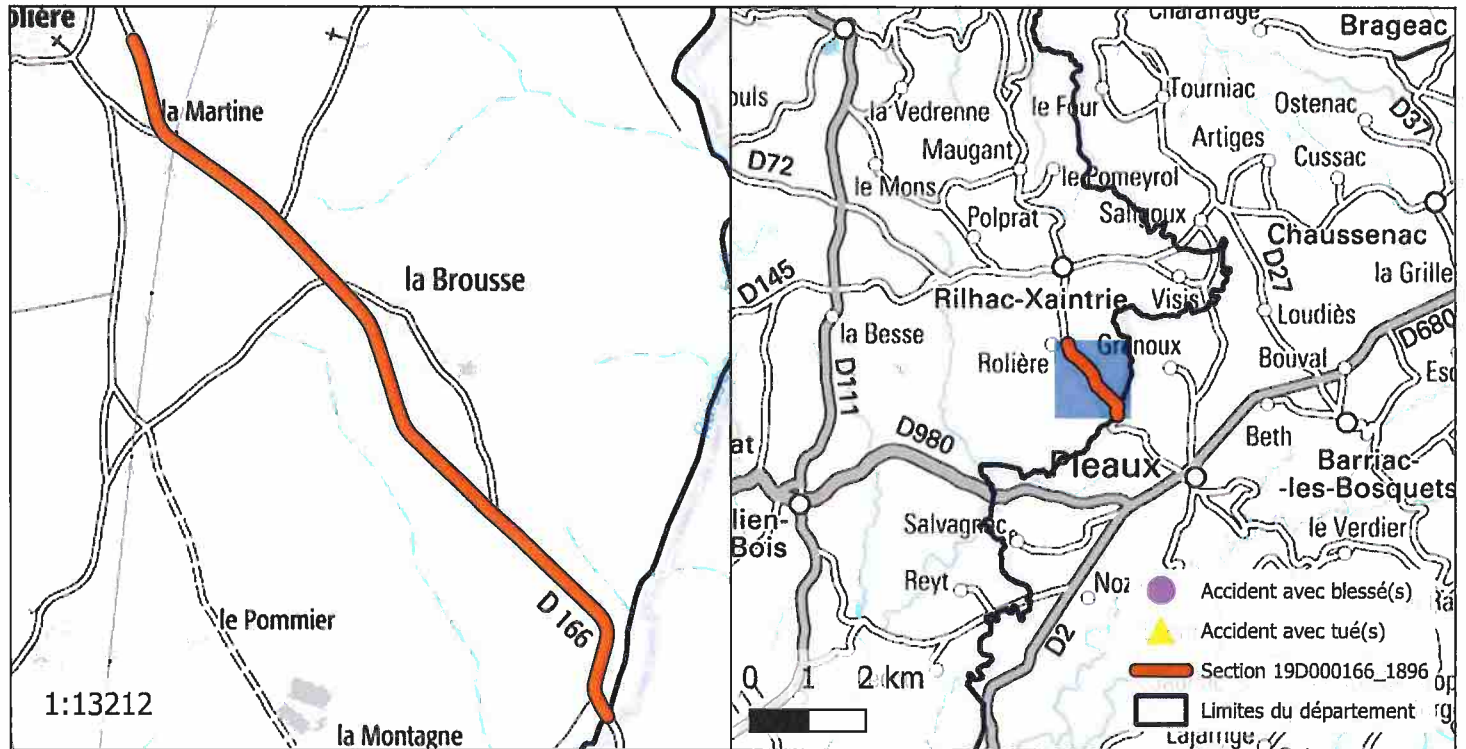 olière
la Martine
la Brousse
D 166
le Pommier
1:13212
la Montagne
Brageac
ouls
la Vedrenne
le Four
Tourniac
Ostenac
D37
Maugant
Artiges
D72
le Mons
le Pomeyrol
Cussac
Polprat
Chaussenac
la Grille
D145
D27
Rilhac-Xaintrie
Visis
Loudiès
la Besse
D680
Rolière
Bouval
D111
D980
Beth
at
Pleaux
Barriac-
-les-Bosquets
lien-
Bois
Salvagnac
le Verdier
Reyt
Noz
D2
Accident avec blessé(s)
Accident avec tué(s)
Section 19D000166_1896
Limites du département
0 1 2 km